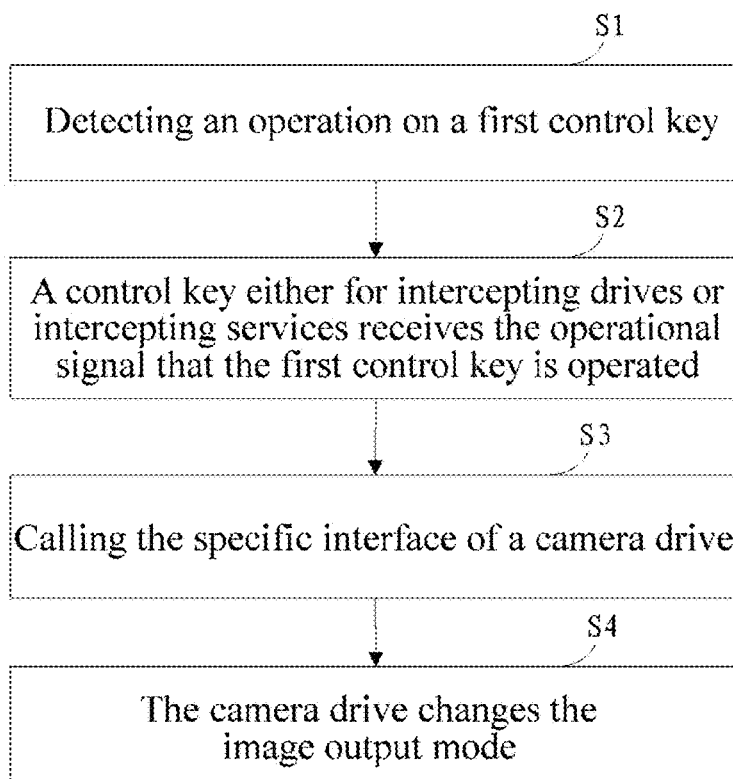 S1
Detecting an operation on a first control key
S2
A control key either for intercepting drives or
intercepting services receives the operational
signal that the first control key is operated
S3
Calling the specific interface of a camera drive
S4
The camera drive changes the
image output mode